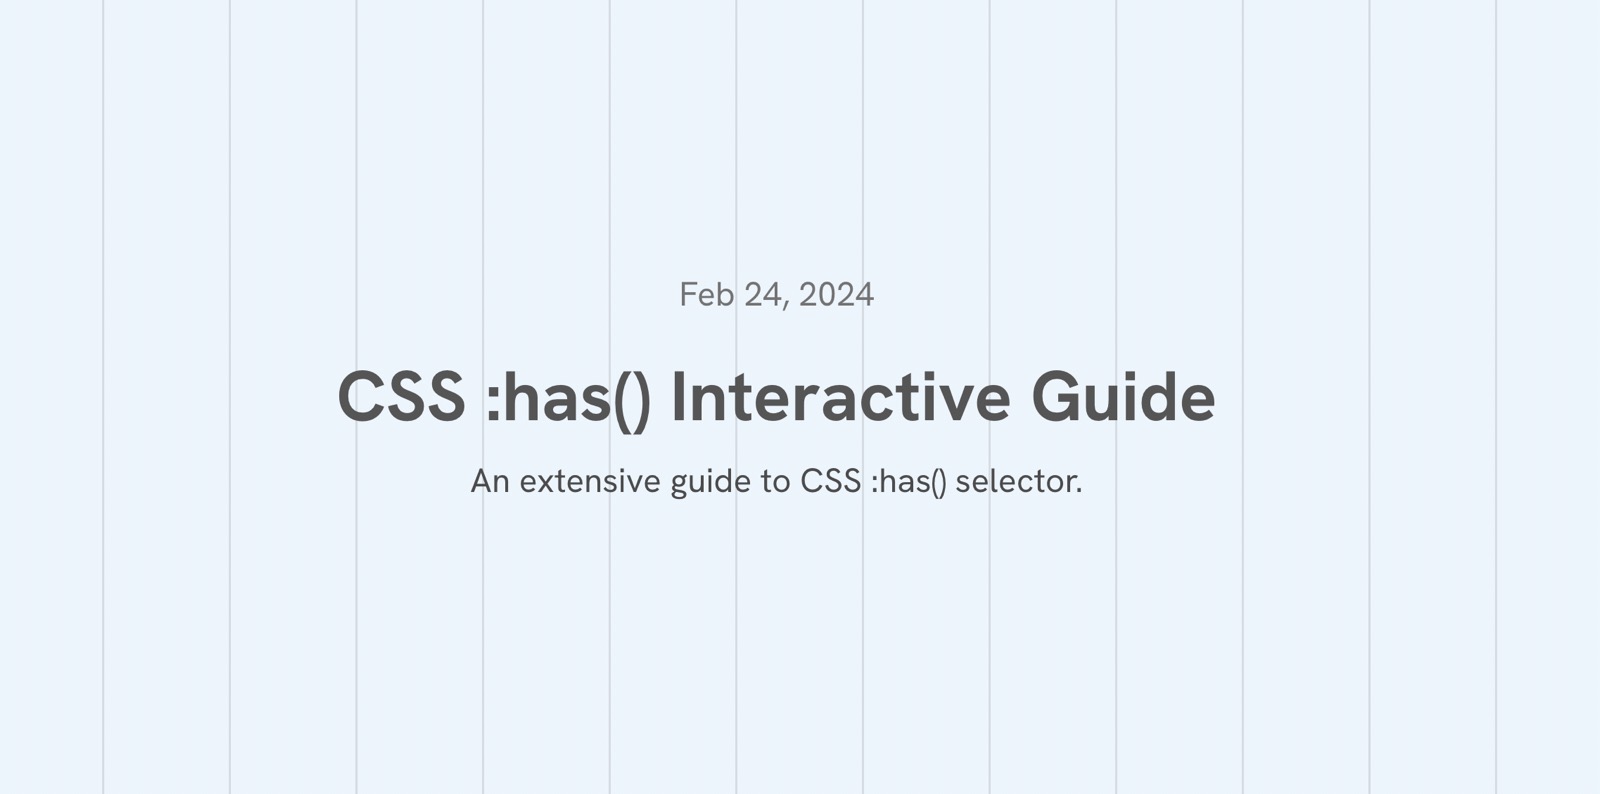 Feb 24, 2024
CSS :has() Interactive Guide
An extensive guide to CSS :has() selector.